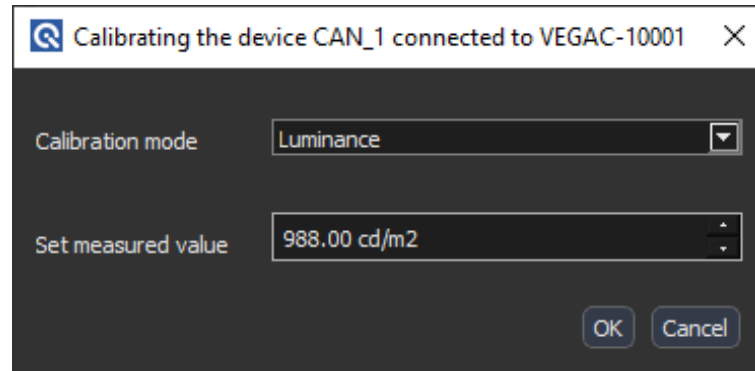 Calibrating the device CAN_1 connected to VEGAC-10001
Calibration mode
Luminance
Set measured value
988.00 cd/m2
OK
Cancel